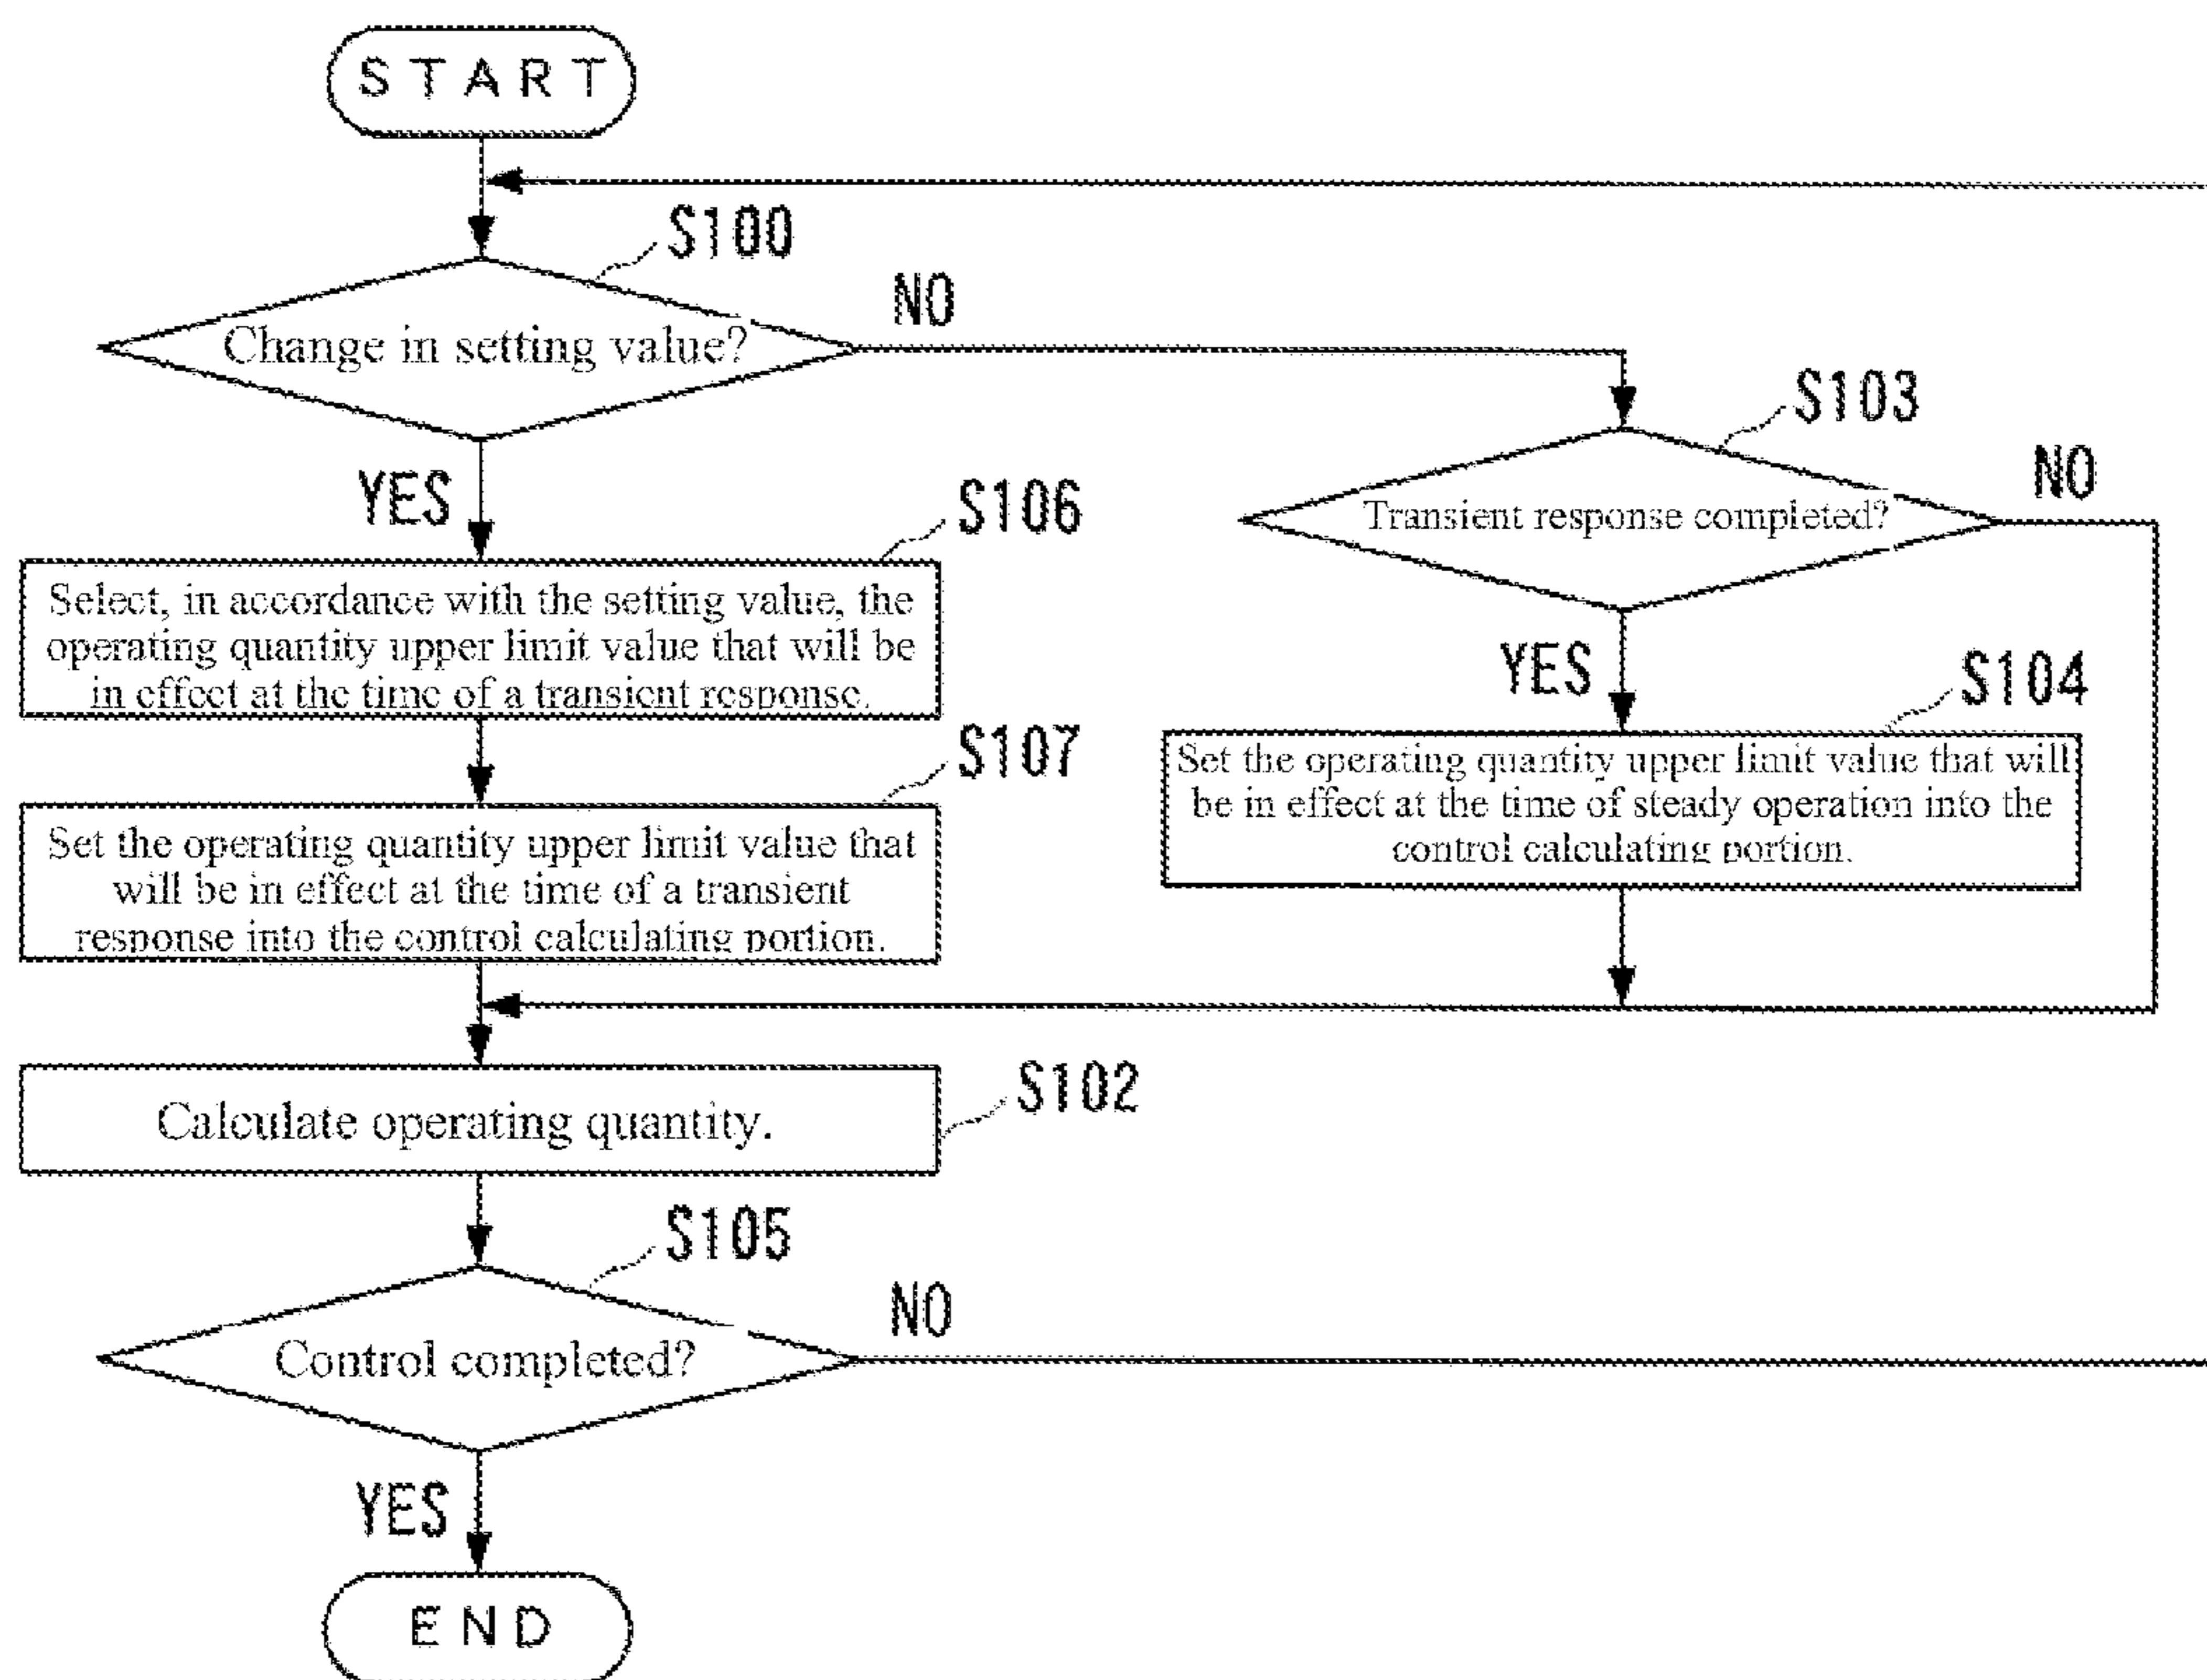 START
S100
Change in setting value?
NO
S103
Transient response completed?
NO
YES
S106
Select, in accordance with the setting value, the
operating quantity upper limit value that will be
in effect at the time of a transient response.
YES
S104
Set the operating quantity upper limit value that will
be in effect at the time of steady operation into the
control calculating portion.
S107
Set the operating quantity upper limit value that
will be in effect at the time of a transient
response into the control calculating portion.
S102
Calculate operating quantity.
S105
Control completed?
NO
YES
END